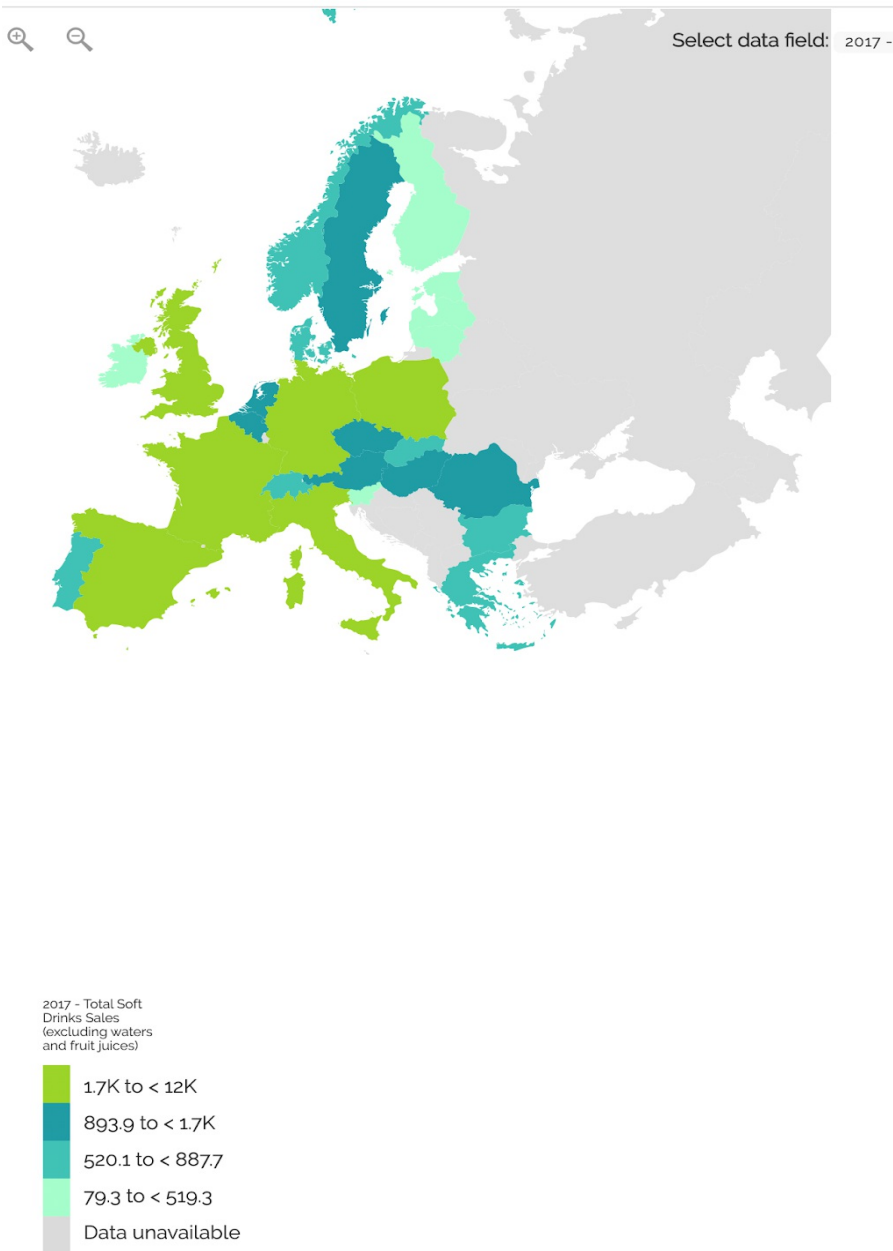 Select data field: 2017 -
2017 - Total Soft
Drinks Sales
(excluding waters
and fruit juices)
1.7K to < 12K
893.9 to < 1.7K
520.1 to < 887.7
79.3 to < 519.3
Data unavailable